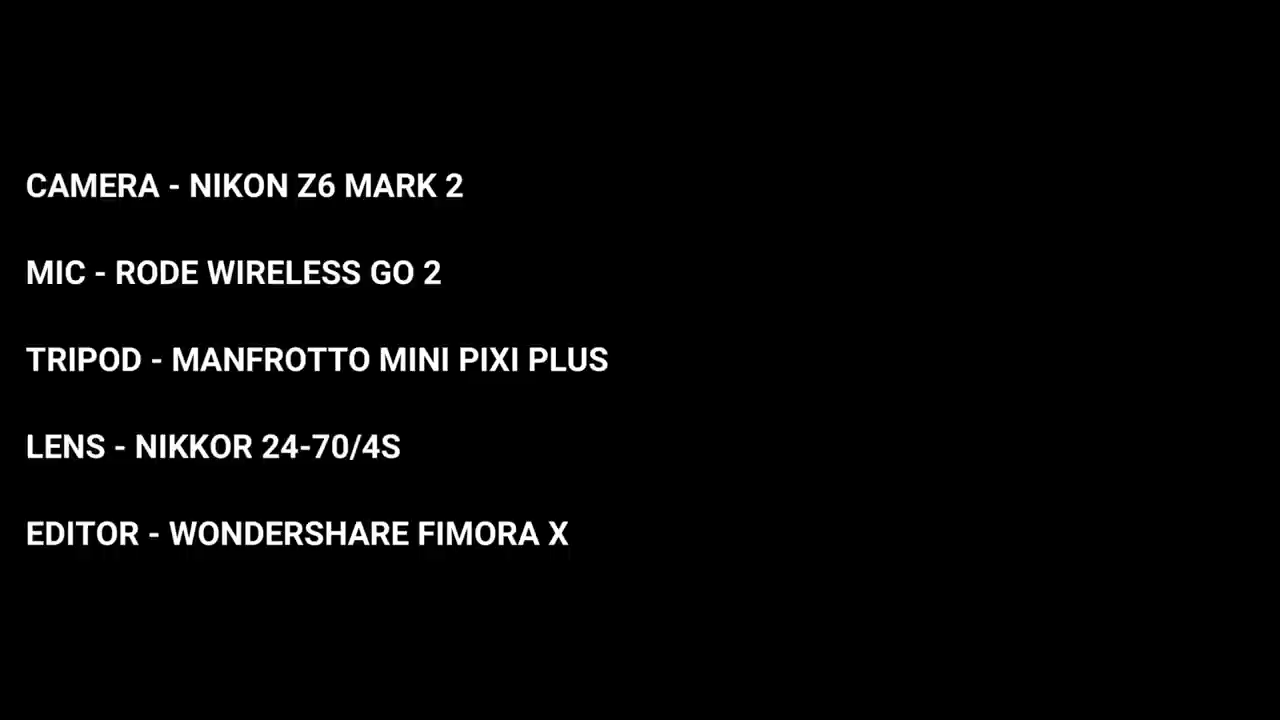 CAMERA - NIKON Z6 MARK 2
MIC - RODE WIRELESS GO 2
TRIPOD - MANFROTTO MINI PIXI PLUS
LENS - NIKKOR 24-70/4S
EDITOR - WONDERSHARE FIMORA X